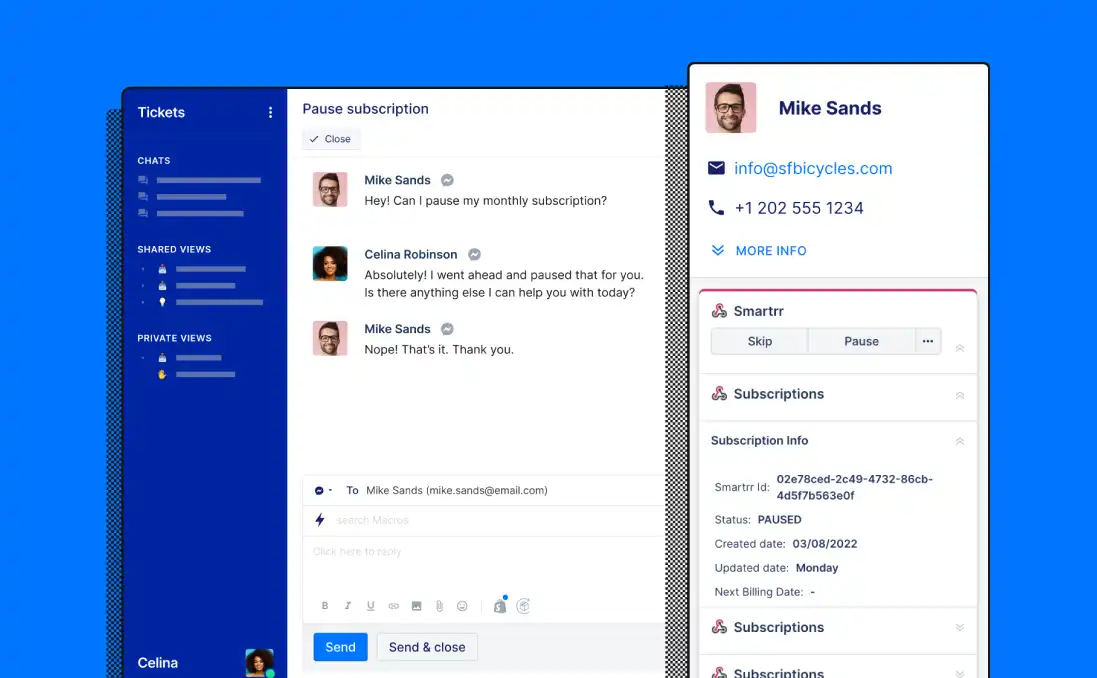 Tickets
CHATS
SHARED VIEWS
PRIVATE VIEWS
Celina
Pause subscription
Close
Mike Sands
Hey! Can I pause my monthly subscription?
Celina Robinson
Absolutely! I went ahead and paused that for you.
Is there anything else I can help you with today?
Mike Sands
Nope! That's it. Thank you.
To Mike Sands (mike.sands@email.com)
search Macros
Click here to reply
B I U
Send
Send & close
Mike Sands
info@sfbicycles.com
+1 202 555 1234
MORE INFO
Smartrr
Skip Pause
Subscriptions
Subscription Info
Smartrr Id: 02e78ced-2c49-4732-86cb-
4d5f7b563e0f
Status: PAUSED
Created date: 03/08/2022
Updated date: Monday
Next Billing Date: -
Subscriptions
Subscriptions